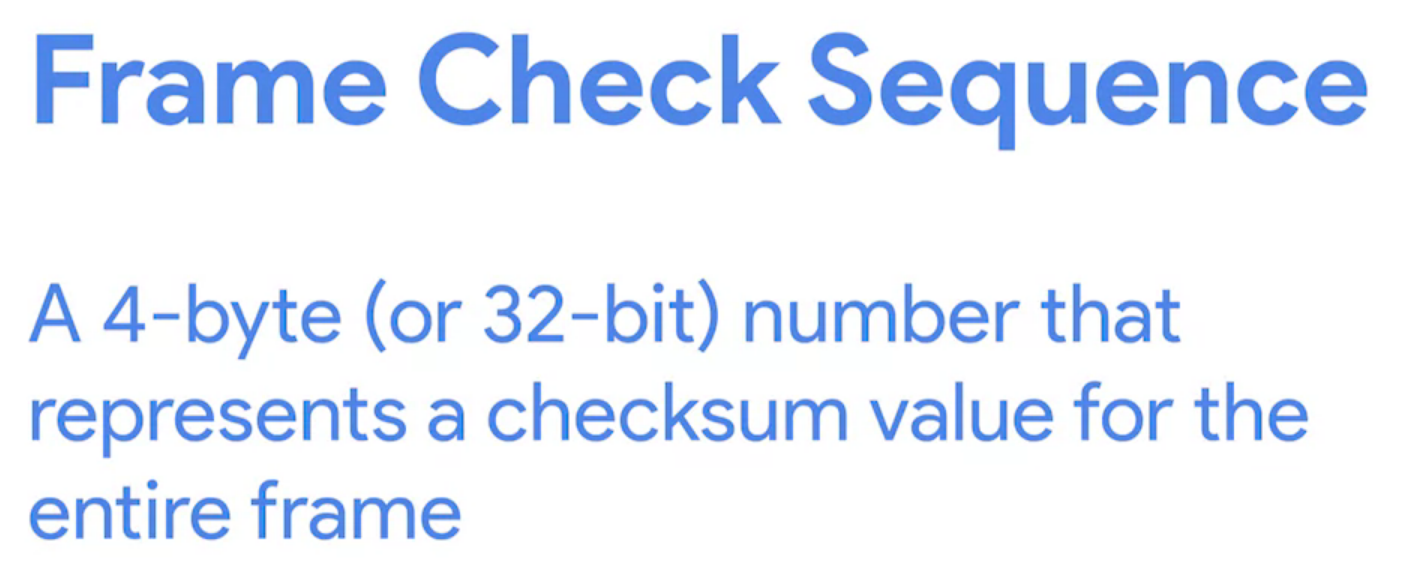 Frame Check Sequence
A 4-byte (or 32-bit) number that
represents a checksum value for the
entire frame